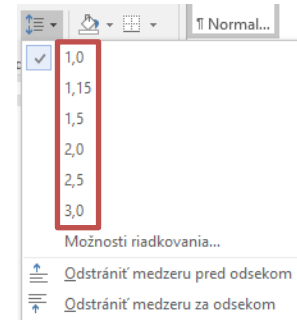 ¶ Normal...
1,0
1,15
1,5
2,0
2,5
3,0
Možnosti riadkovania...
Odstrániť medzeru pred odsekom
Odstrániť medzeru za odsekom